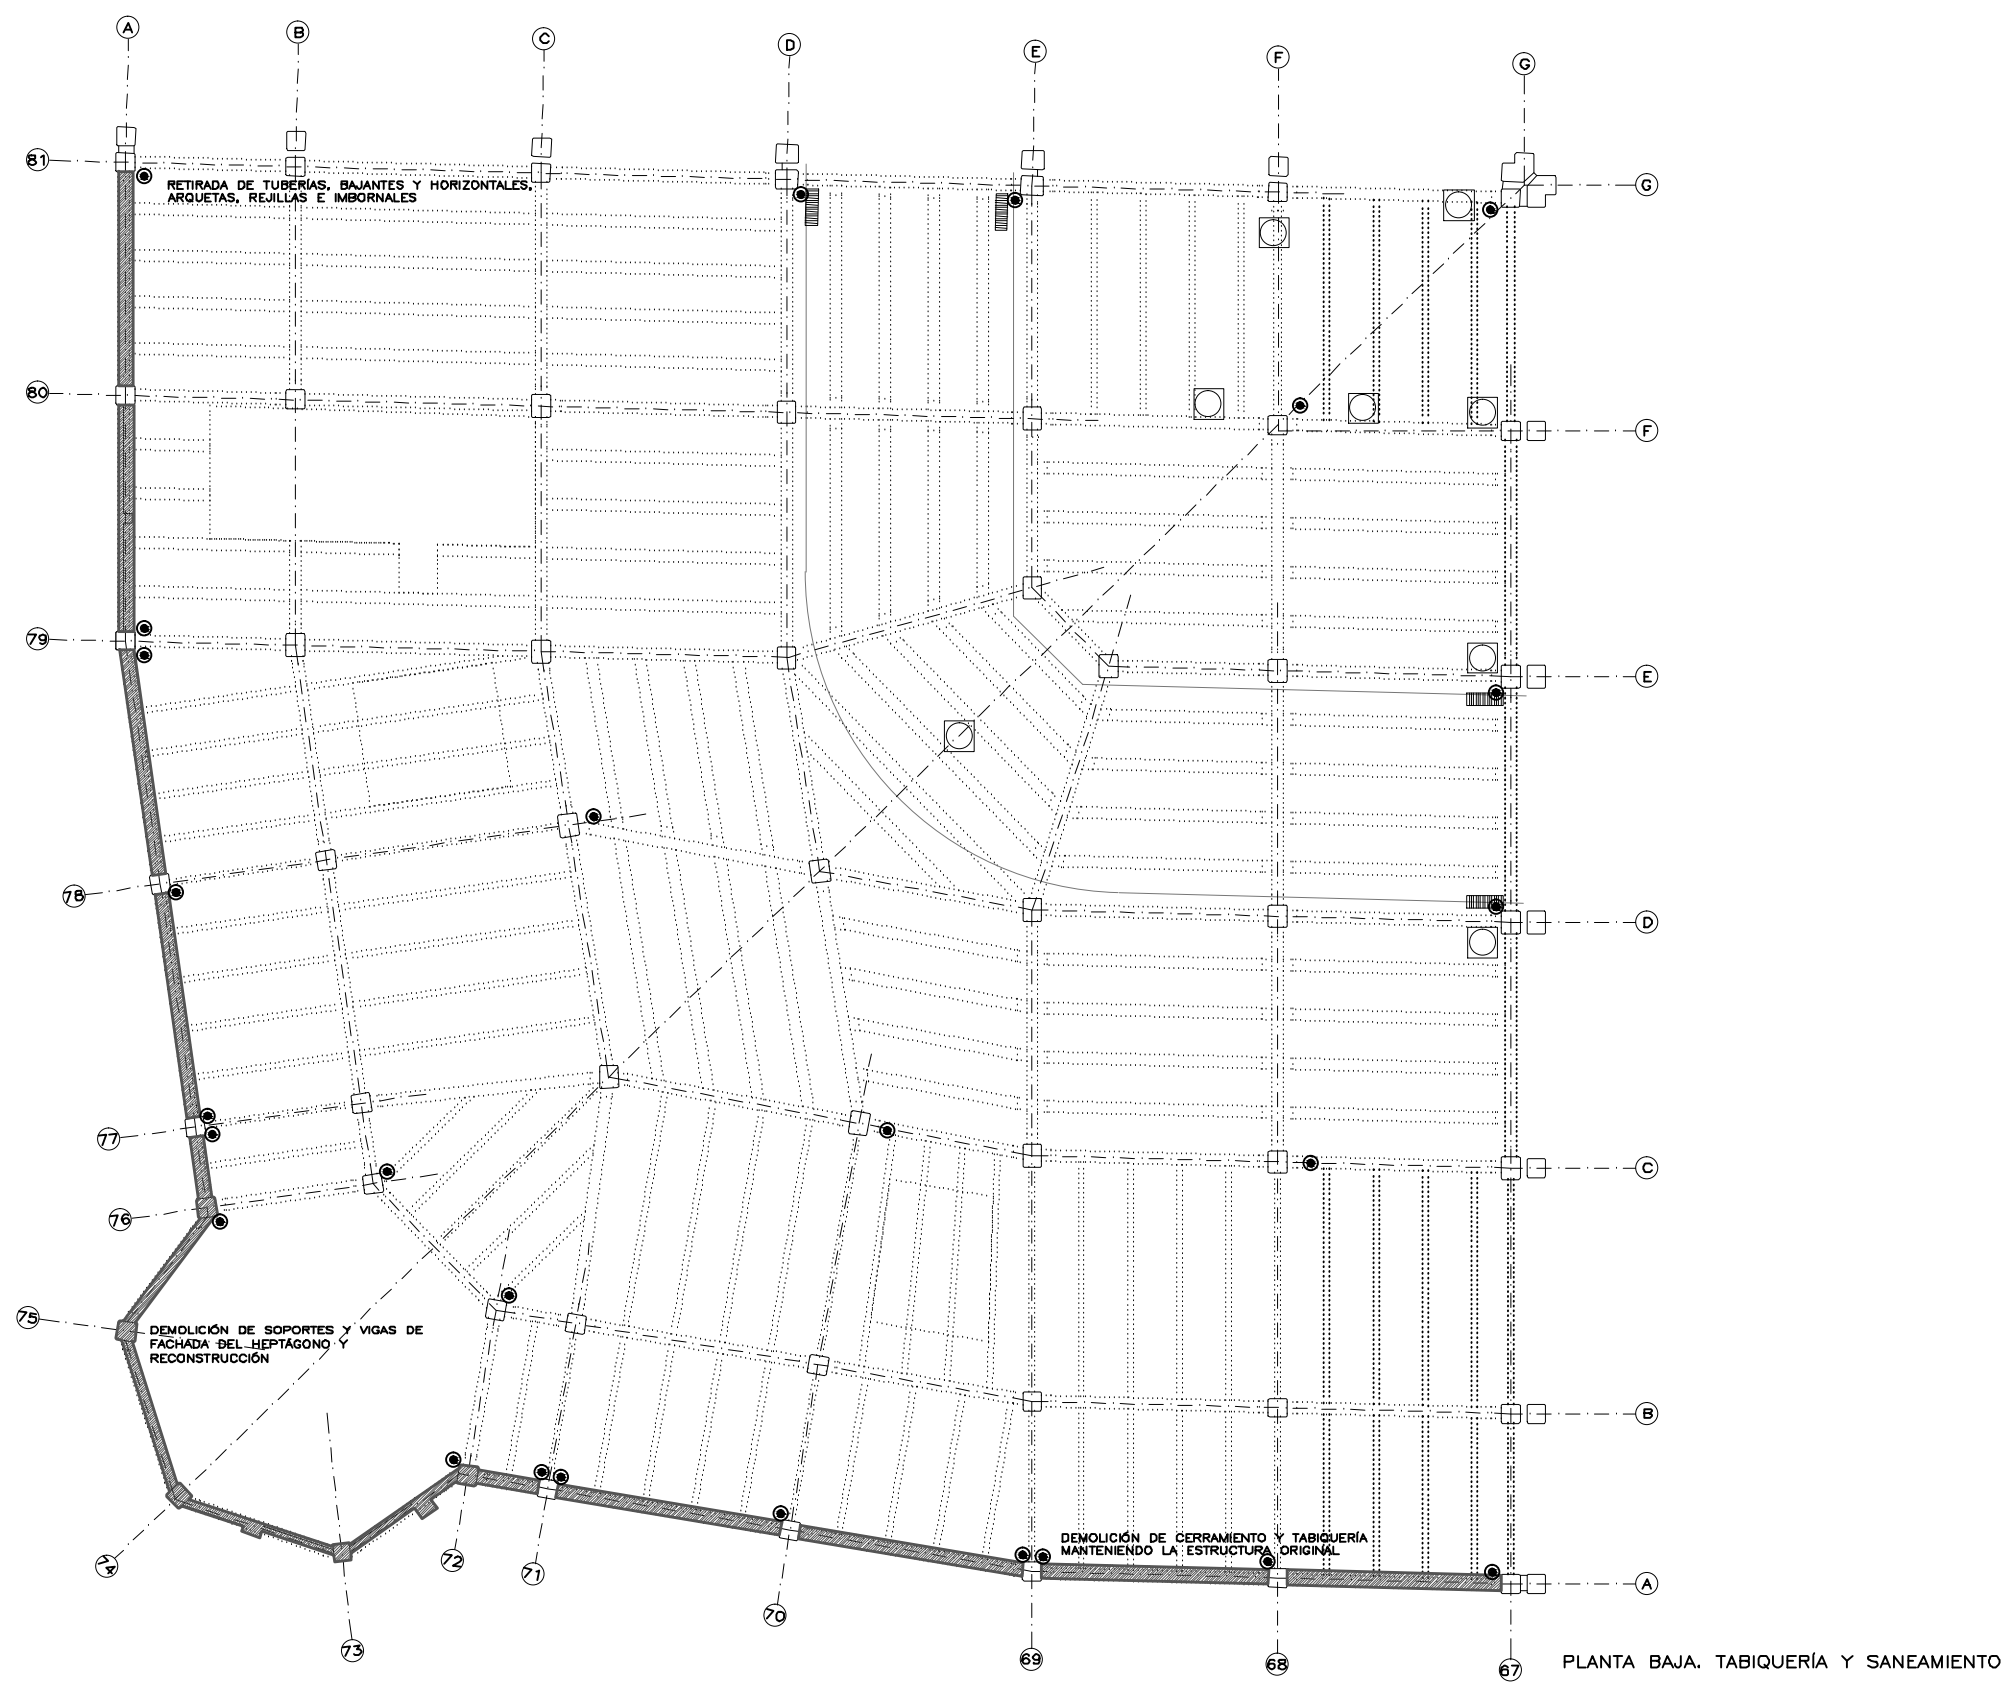 A
B
C
D
E
F
G
81
G
RETIRADA DE TUBERÍAS, BAJANTES Y HORIZONTALES,
ARQUETAS, REJILLAS E IMBORNALES
80
F
79
E
78
D
77
C
76
75
DEMOLICIÓN DE SOPORTES Y VIGAS DE
FACHADA DEL HEPTÁGONO Y
RECONSTRUCCIÓN
B
DEMOLICIÓN DE CERRAMIENTO Y TABIQUERÍA
MANTENIENDO LA ESTRUCTURA ORIGINAL
74
72
71
A
70
73
69
68
67
PLANTA BAJA. TABIQUERÍA Y SANEAMIENTO